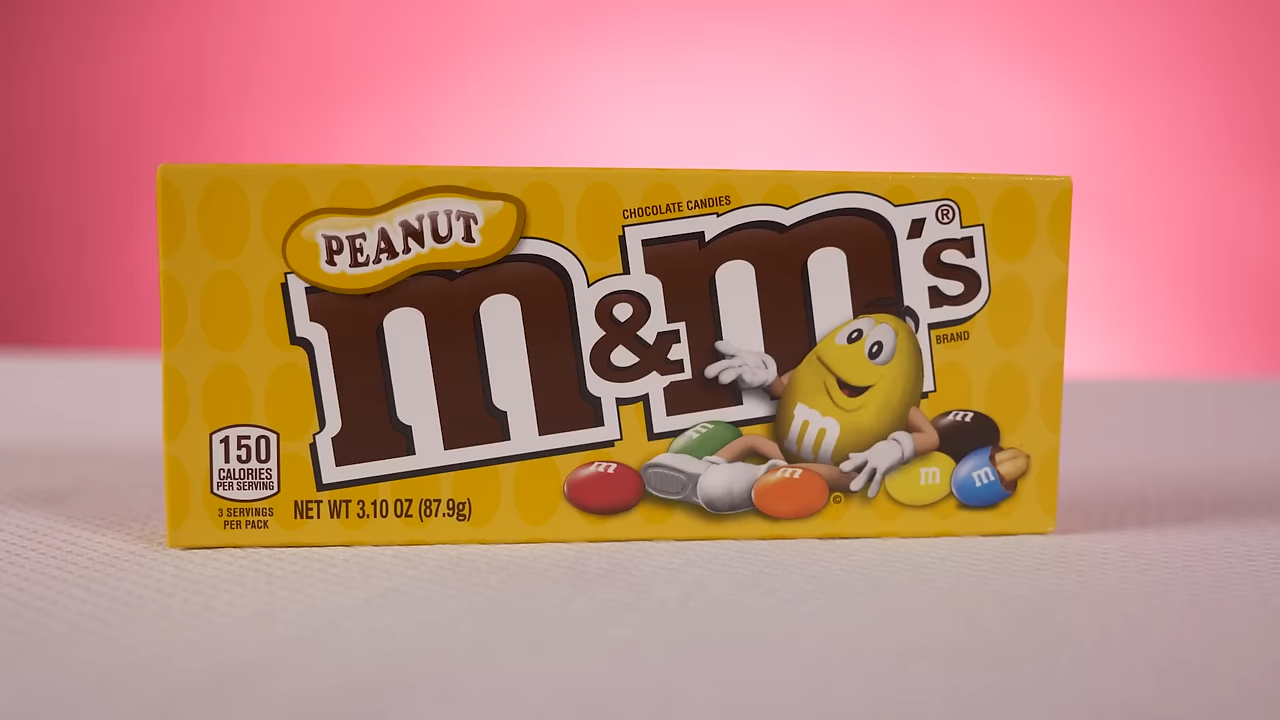 PEANUT
CHOCOLATE CANDIES
m&m's®
BRAND
150
CALORIES
PER SERVING
3 SERVINGS
PER PACK
NET WT 3.10 OZ (87.9g)
m
m
m
m
m
m
m
©